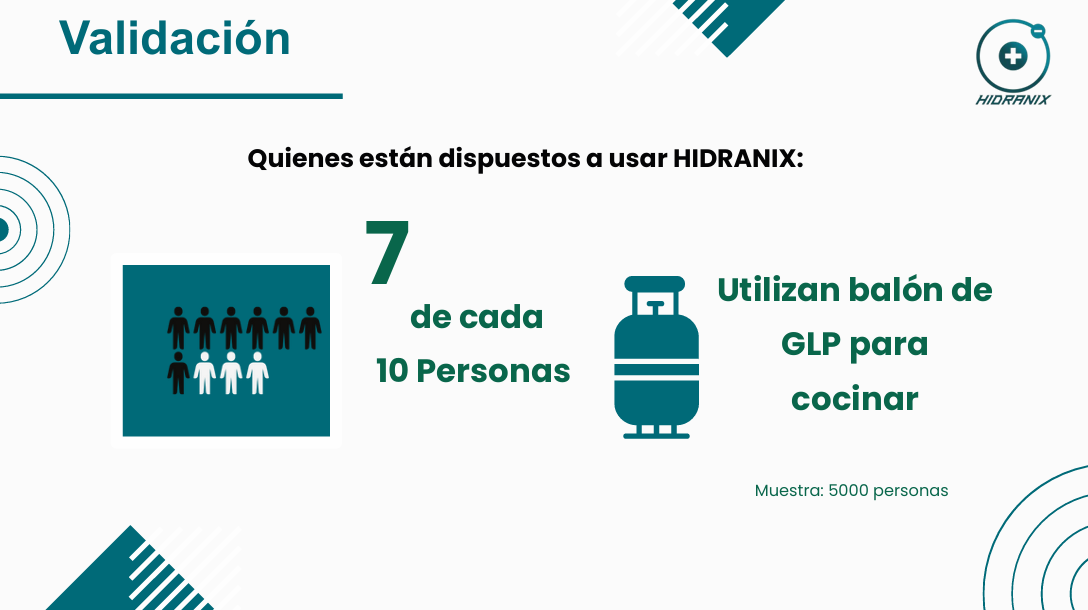 Validación
HIDRANIX
Quienes están dispuestos a usar HIDRANIX:
7
de cada
10 Personas
Utilizan balón de
GLP para
cocinar
Muestra: 5000 personas